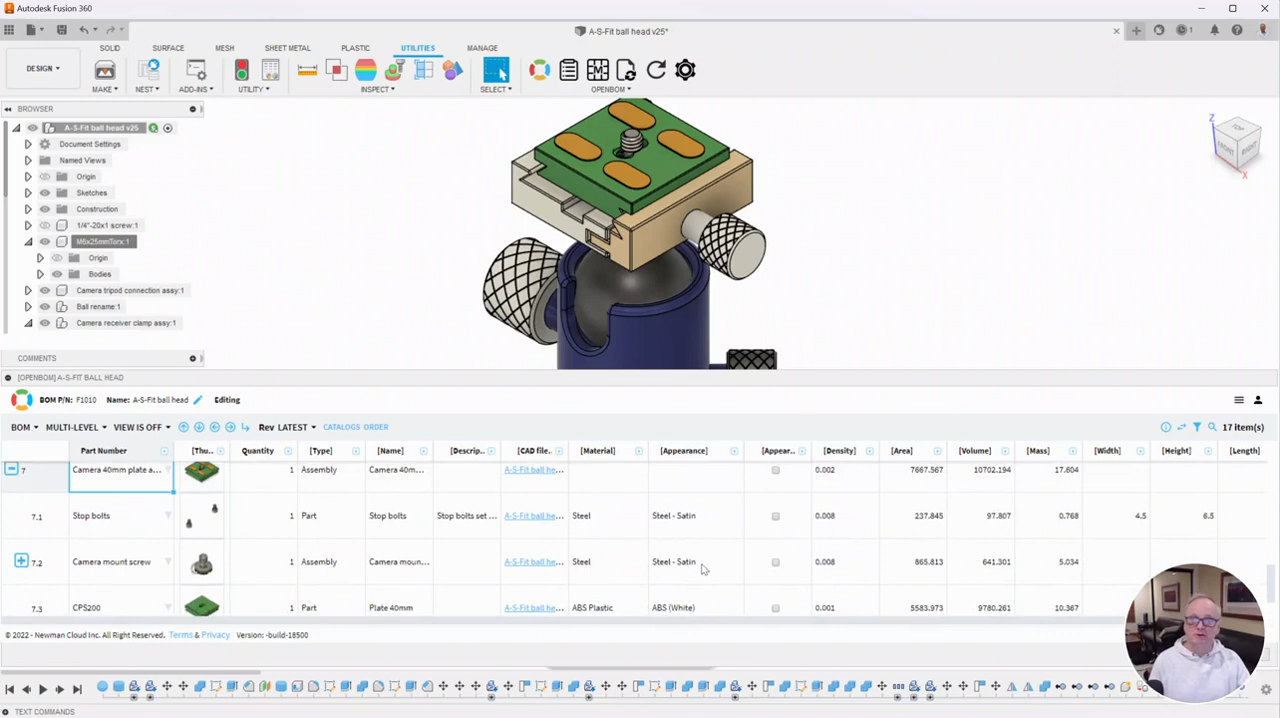 Autodesk Fusion 360
A-S-Fit ball head v25*
1
SOLID SURFACE MESH SHEET METAL PLASTIC UTILITIES MANAGE
DESIGN
MAKE NEST ADD-INS UTILITY INSPECT SELECT OPENBOM
BROWSER
A-S-Fit ball head v25
Document Settings
Named Views
Origin
Sketches
Construction
1/4"-20x1 screw:1
M6x25mmTorx:1
Origin
Bodies
Camera tripod connection assy:1
Ball rename:1
Camera receiver clamp assy:1
Z
TOP
FRONT
RIGHT
X
COMMENTS
[OPENBOM] A-S-FIT BALL HEAD
BOM P/N: F1010 Name: A-S-Fit ball head Editing
BOM MULTI-LEVEL VIEW IS OFF Rev LATEST CATALOGS ORDER 17 item(s)
Part Number [Thu... Quantity [Type] [Name] [Descrip.. [CAD file.. [Material] [Appearance] [Appear.. [Density] [Area] [Volume] [Mass] [Width] [Height] [Length]
7 Camera 40mm plate a... 1 Assembly Camera 40m... A-S-Fit ball he... 0.002 7667.567 10702.194 17.604
7.1 Stop bolts 1 Part Stop bolts Stop bolts set ... A-S-Fit ball he... Steel Steel - Satin 0.008 237.845 97.807 0.768 4.5 6.5
7.2 Camera mount screw 1 Assembly Camera moun... A-S-Fit ball he... Steel Steel - Satin 0.008 865.813 641.301 5.034
7.3 CPS200 1 Part Plate 40mm A-S-Fit ball he... ABS Plastic ABS (White) 0.001 5583.973 9780.261 10.367
© 2022 - Newman Cloud Inc. All Right Reserved. Terms & Privacy Version: -build-18500
TEXT COMMANDS